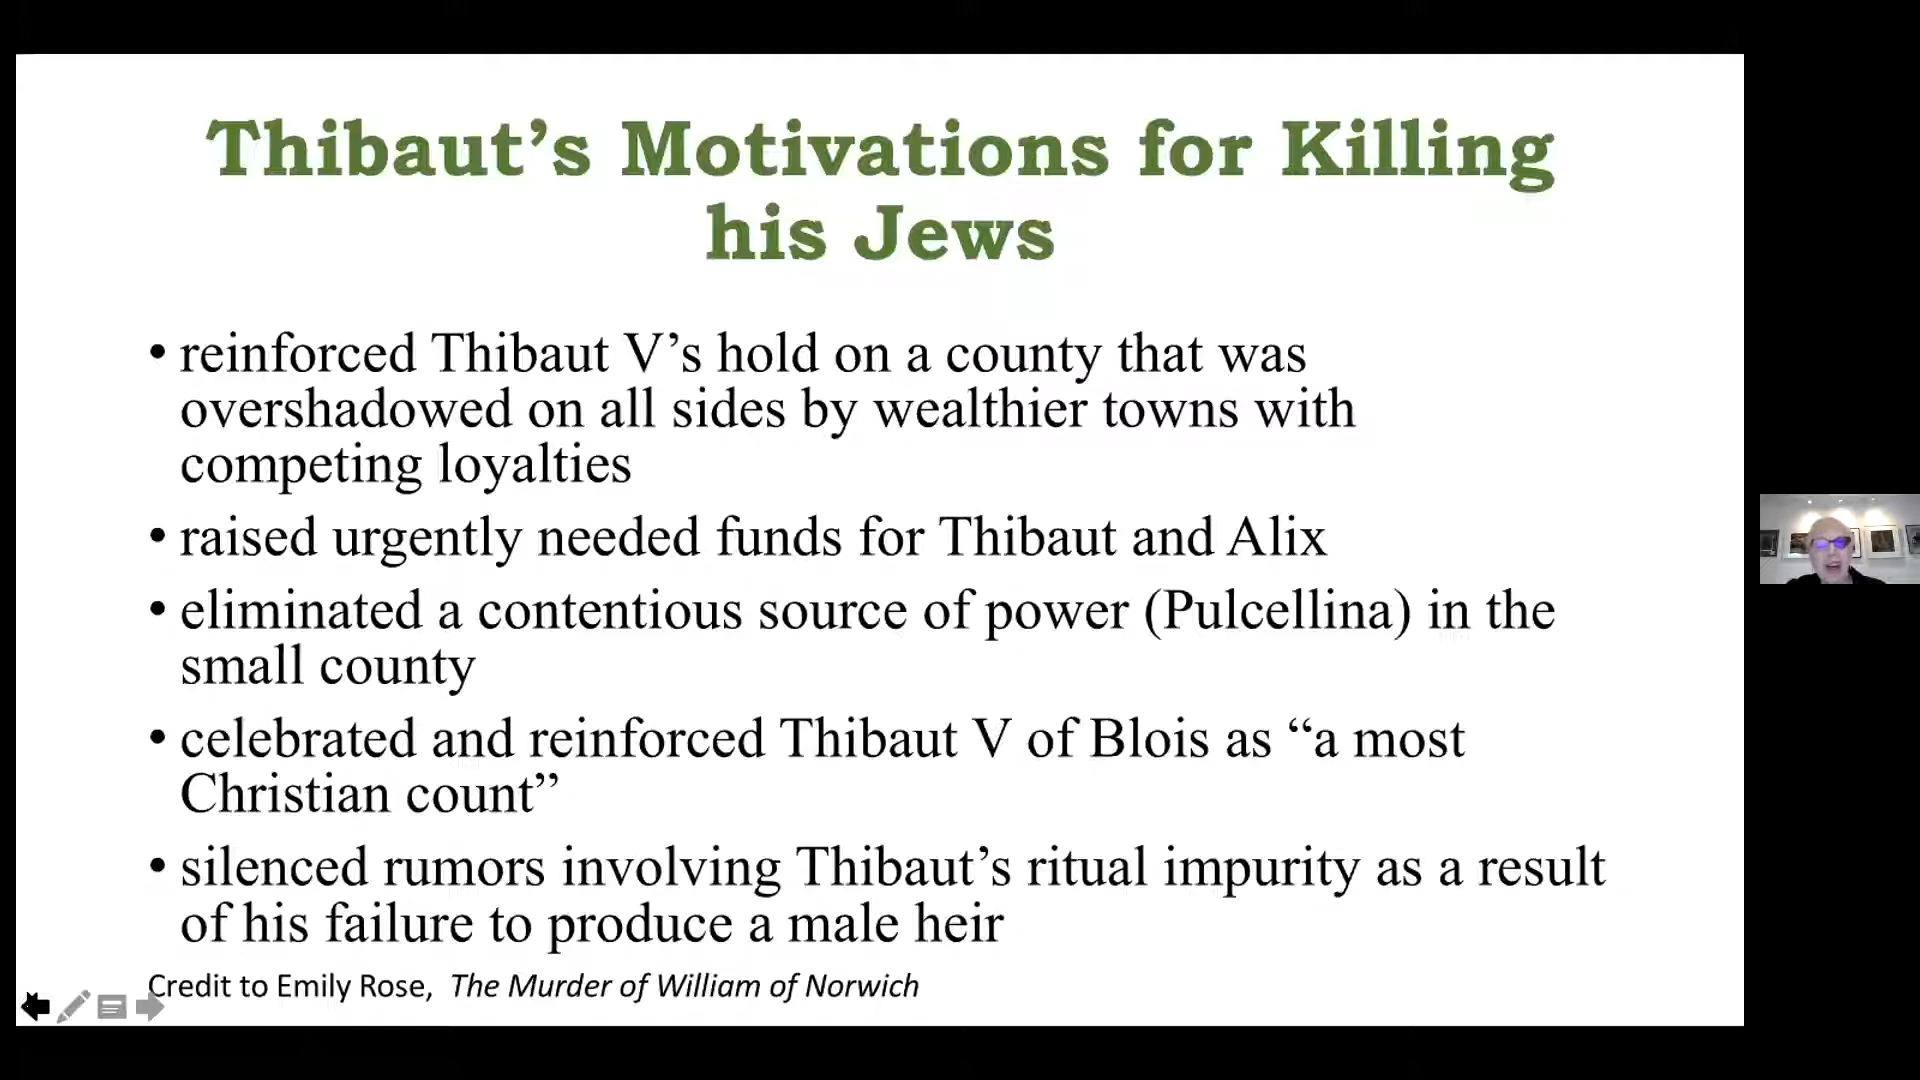 Thibaut’s Motivations for Killing
his Jews
• reinforced Thibaut V’s hold on a county that was
overshadowed on all sides by wealthier towns with
competing loyalties
• raised urgently needed funds for Thibaut and Alix
• eliminated a contentious source of power (Pulcellina) in the
small county
• celebrated and reinforced Thibaut V of Blois as “a most
Christian count”
• silenced rumors involving Thibaut’s ritual impurity as a result
of his failure to produce a male heir
Credit to Emily Rose, The Murder of William of Norwich